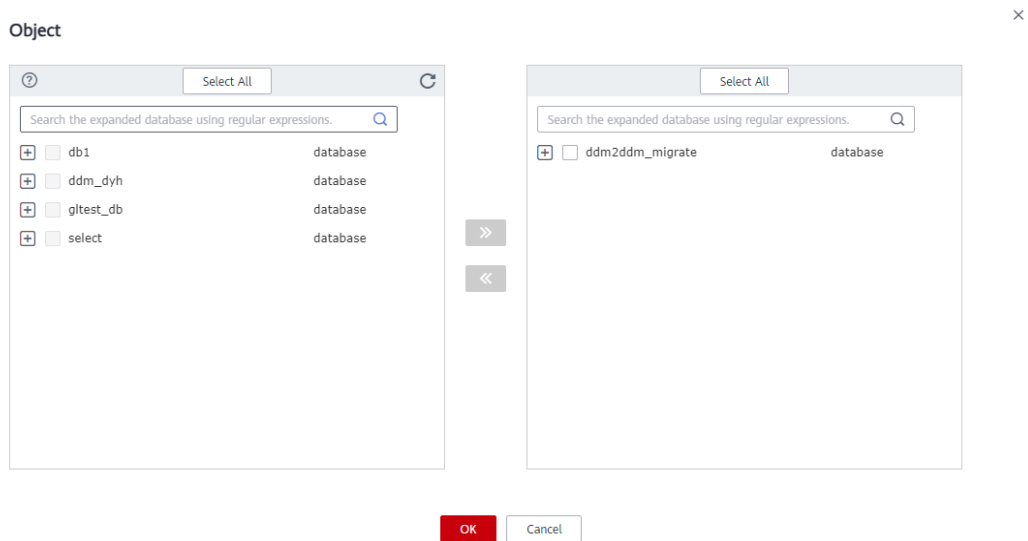 Object
Select All
Search the expanded database using regular expressions.
db1 database
ddm_dyh database
gltest_db database
select database
Select All
Search the expanded database using regular expressions.
ddm2ddm_migrate database
OK
Cancel